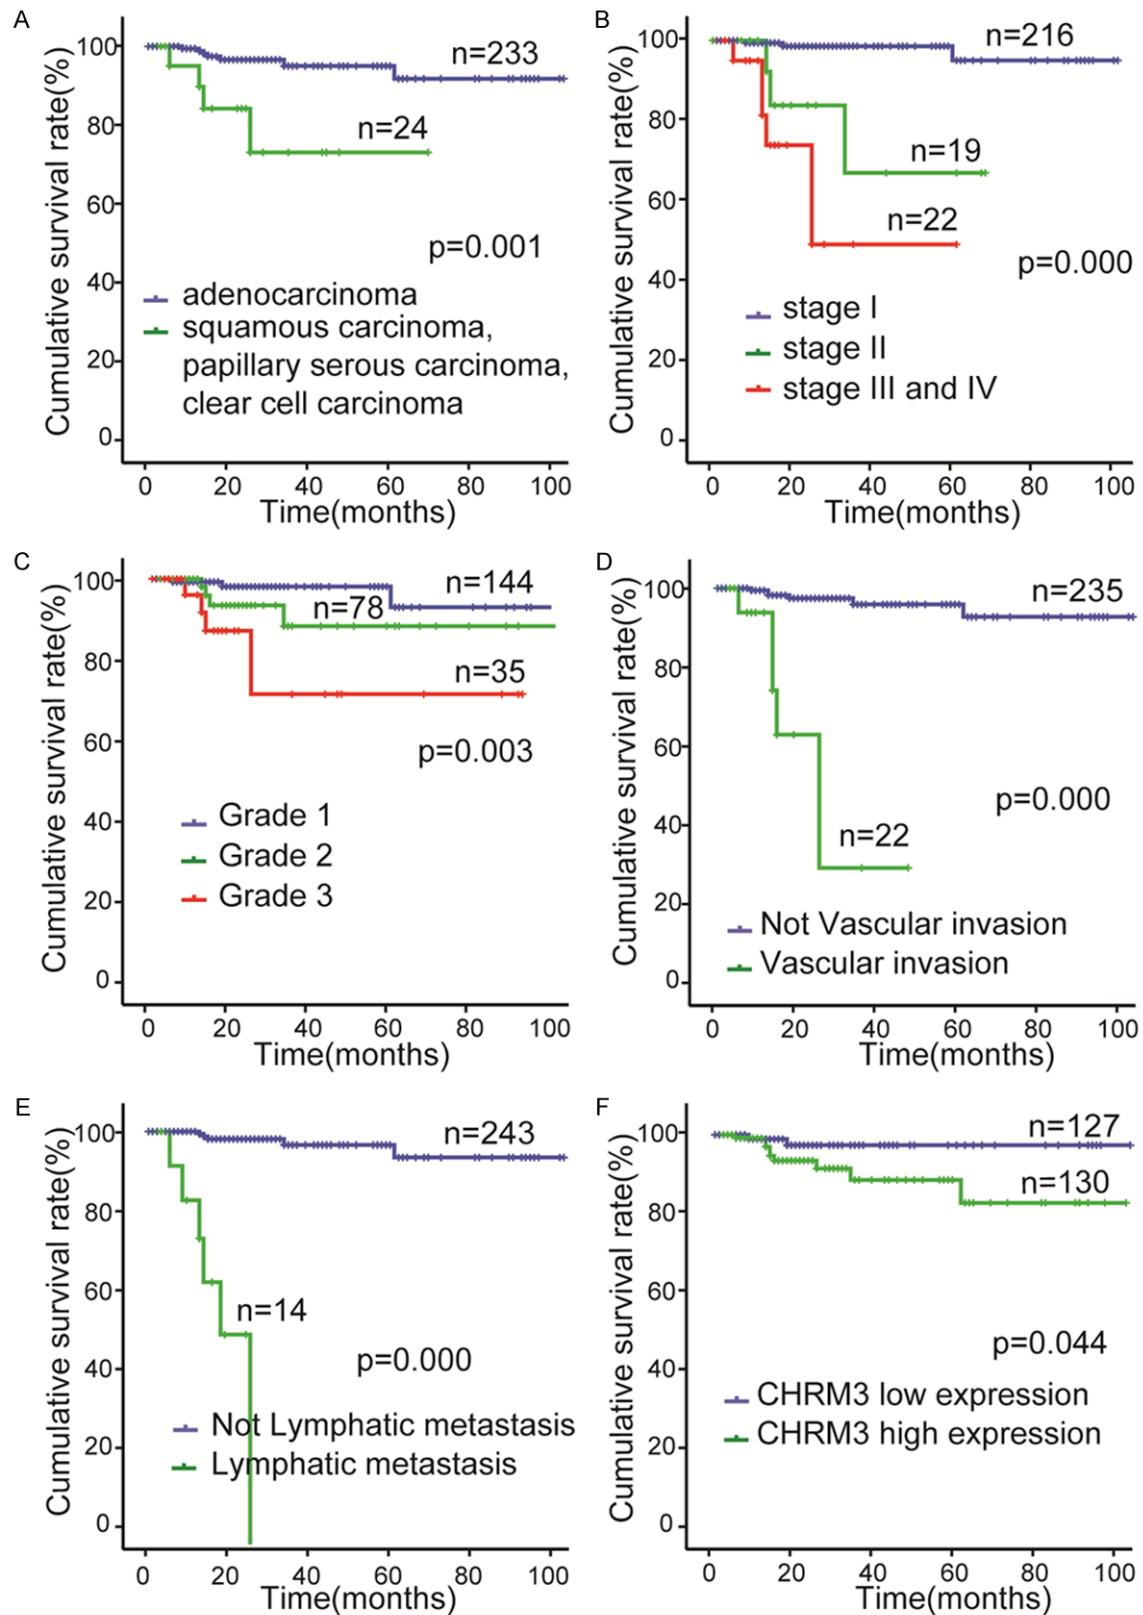 A
Cumulative survival rate(%)
100
80
60
40
20
0
n=233
n=24
p=0.001
adenocarcinoma
squamous carcinoma,
papillary serous carcinoma,
clear cell carcinoma
0 20 40 60 80 100
Time(months)
B
Cumulative survival rate(%)
100
80
60
40
20
0
n=216
n=19
n=22
p=0.000
stage I
stage II
stage III and IV
0 20 40 60 80 100
Time(months)
C
Cumulative survival rate(%)
100
80
60
40
20
0
n=144
n=78
n=35
p=0.003
Grade 1
Grade 2
Grade 3
0 20 40 60 80 100
Time(months)
D
Cumulative survival rate(%)
100
80
60
40
20
0
n=235
p=0.000
n=22
Not Vascular invasion
Vascular invasion
0 20 40 60 80 100
Time(months)
E
Cumulative survival rate(%)
100
80
60
40
20
0
n=243
n=14
p=0.000
Not Lymphatic metastasis
Lymphatic metastasis
0 20 40 60 80 100
Time(months)
F
Cumulative survival rate(%)
100
80
60
40
20
0
n=127
n=130
p=0.044
CHRM3 low expression
CHRM3 high expression
0 20 40 60 80 100
Time(months)